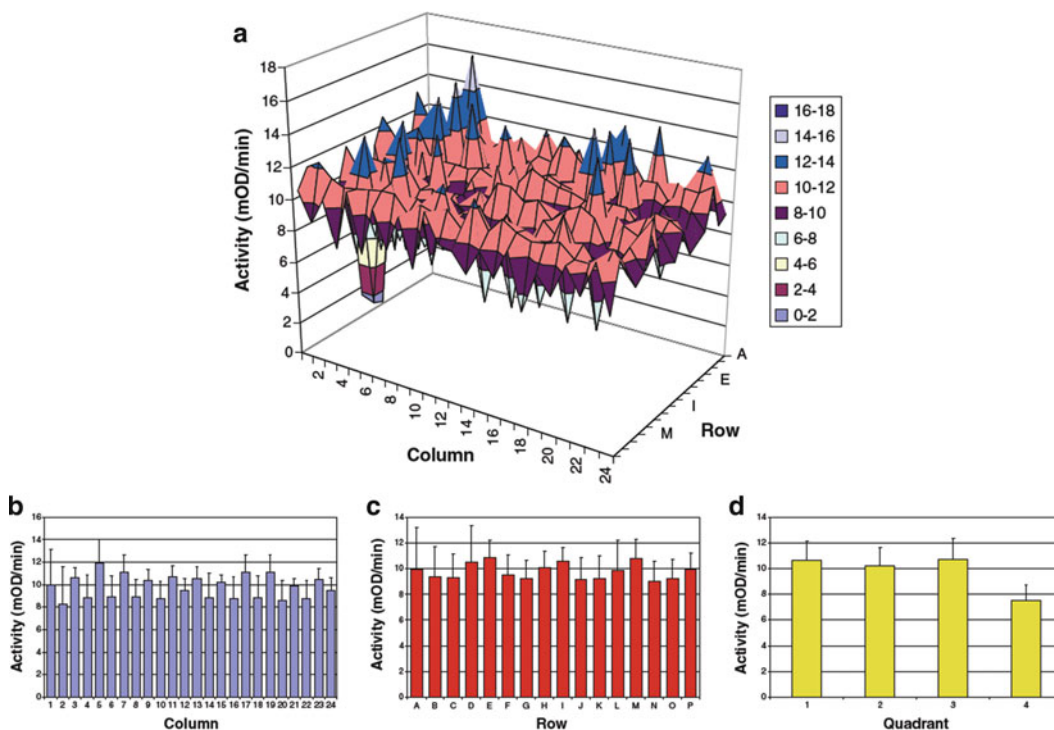 a
18
16
14
12
10
8
6
4
2
0
Activity (mOD/min)
2 4 6 8 10 12 14 16 18 20 22 24
Column
A
E
I
M
Row
16-18
14-16
12-14
10-12
8-10
6-8
4-6
2-4
0-2
b
16
14
12
10
8
6
4
2
0
Activity (mOD/min)
1 2 3 4 5 6 7 8 9 10 11 12 13 14 15 16 17 18 19 20 21 22 23 24
Column
c
14
12
10
8
6
4
2
0
Activity (mOD/min)
A B C D E F G H I J K L M N O P
Row
d
14
12
10
8
6
4
2
0
Activity (mOD/min)
1 2 3 4
Quadrant